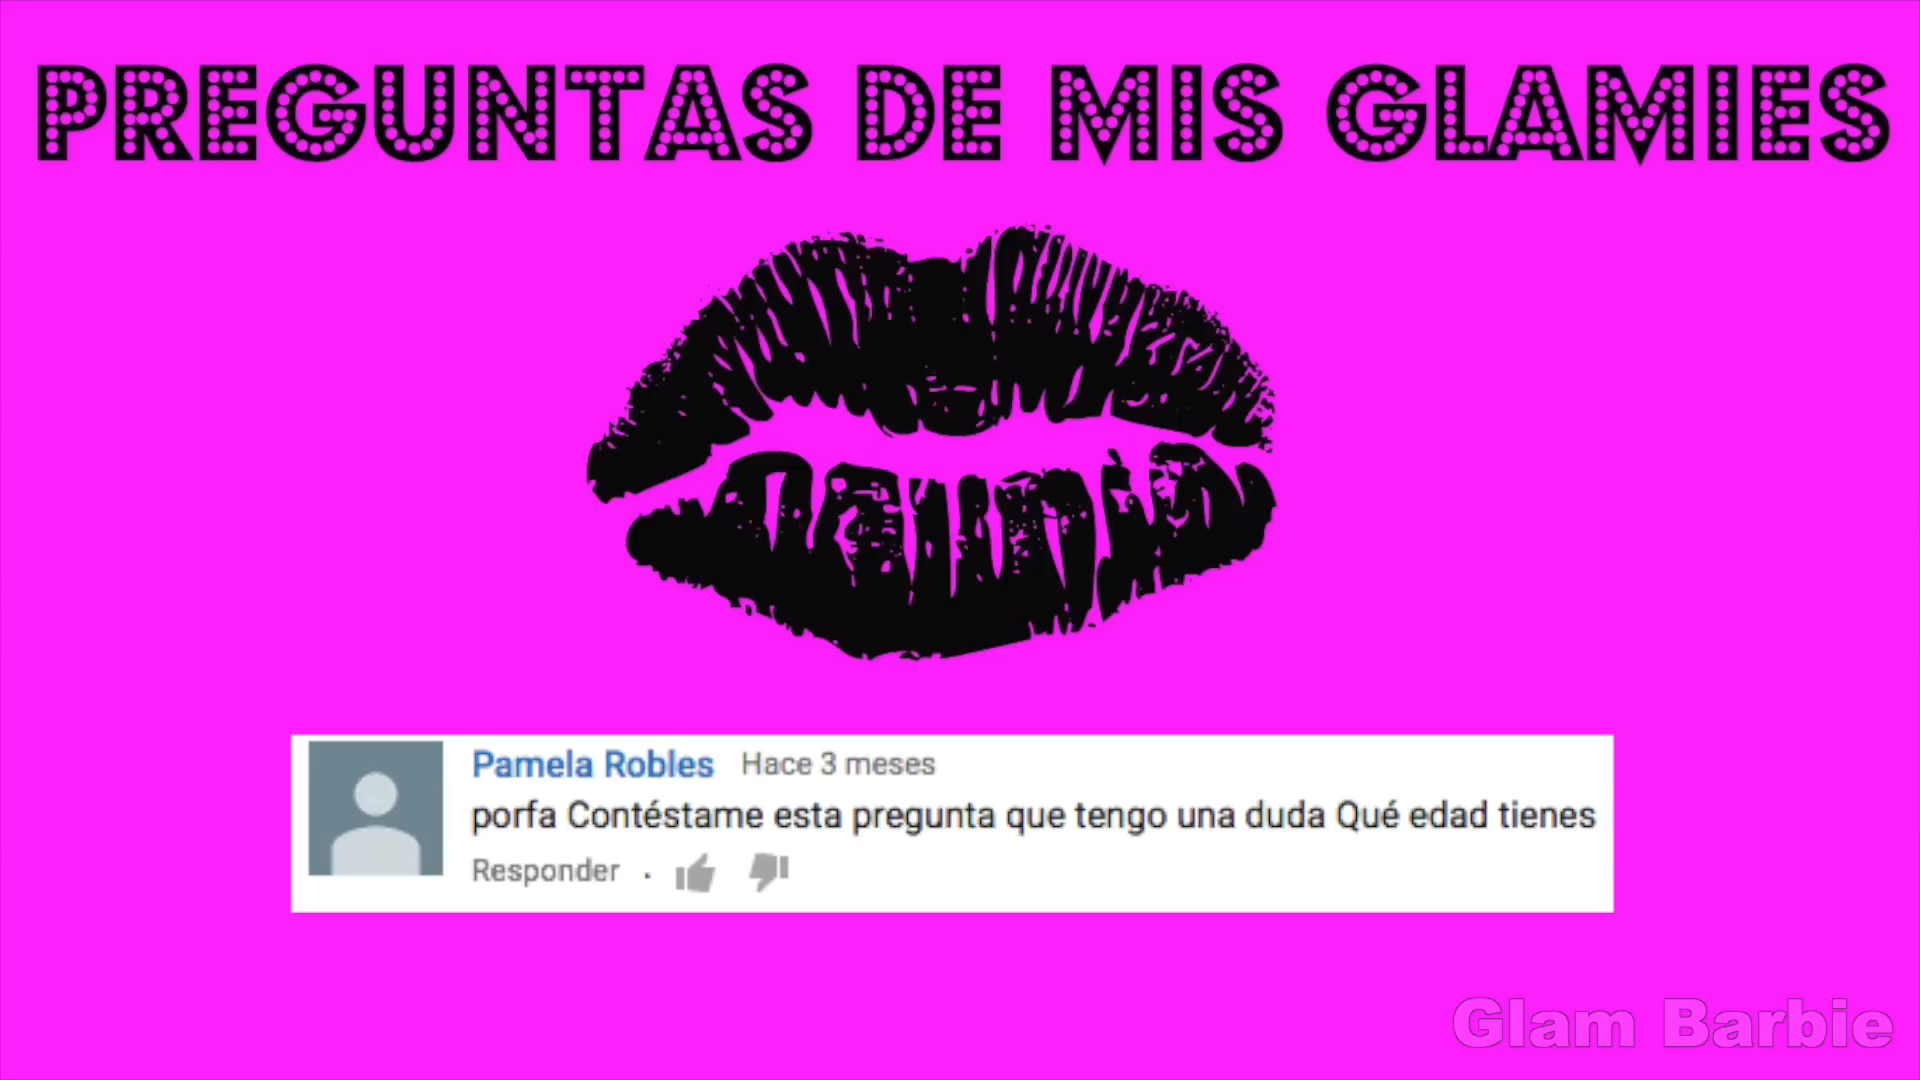 PREGUNTAS DE MIS GLAMIES
Pamela Robles Hace 3 meses
porfa Contéstame esta pregunta que tengo una duda Qué edad tienes
Responder .
Glam Barbie